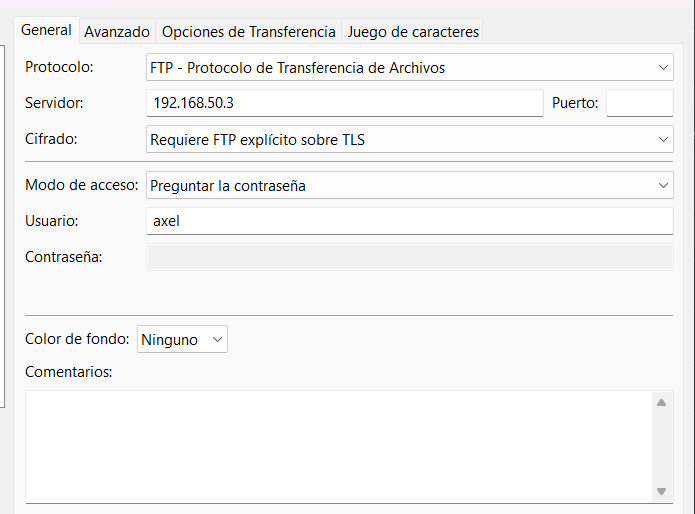 General Avanzado Opciones de Transferencia Juego de caracteres
Protocolo: FTP - Protocolo de Transferencia de Archivos
Servidor: 192.168.50.3 Puerto:
Cifrado: Requiere FTP explícito sobre TLS
Modo de acceso: Preguntar la contraseña
Usuario: axel
Contraseña:
Color de fondo: Ninguno
Comentarios: